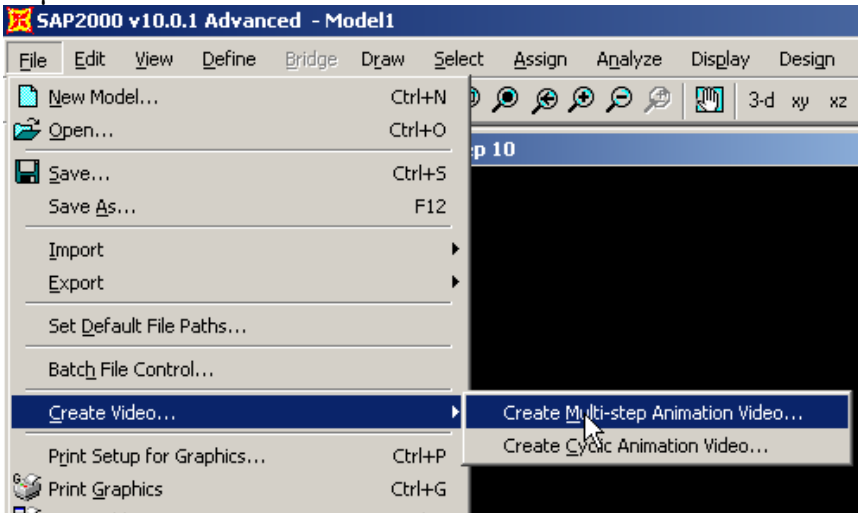 SAP2000 v10.0.1 Advanced - Model1
File Edit View Define Bridge Draw Select Assign Analyze Display Design
New Model... Ctrl+N
3-d xy xz
Open... Ctrl+O
ep 10
Save... Ctrl+S
Save As... F12
Import
Export
Set Default File Paths...
Batch File Control...
Create Video... Create Multi-step Animation Video...
Create Cyclic Animation Video...
Print Setup for Graphics... Ctrl+P
Print Graphics Ctrl+G